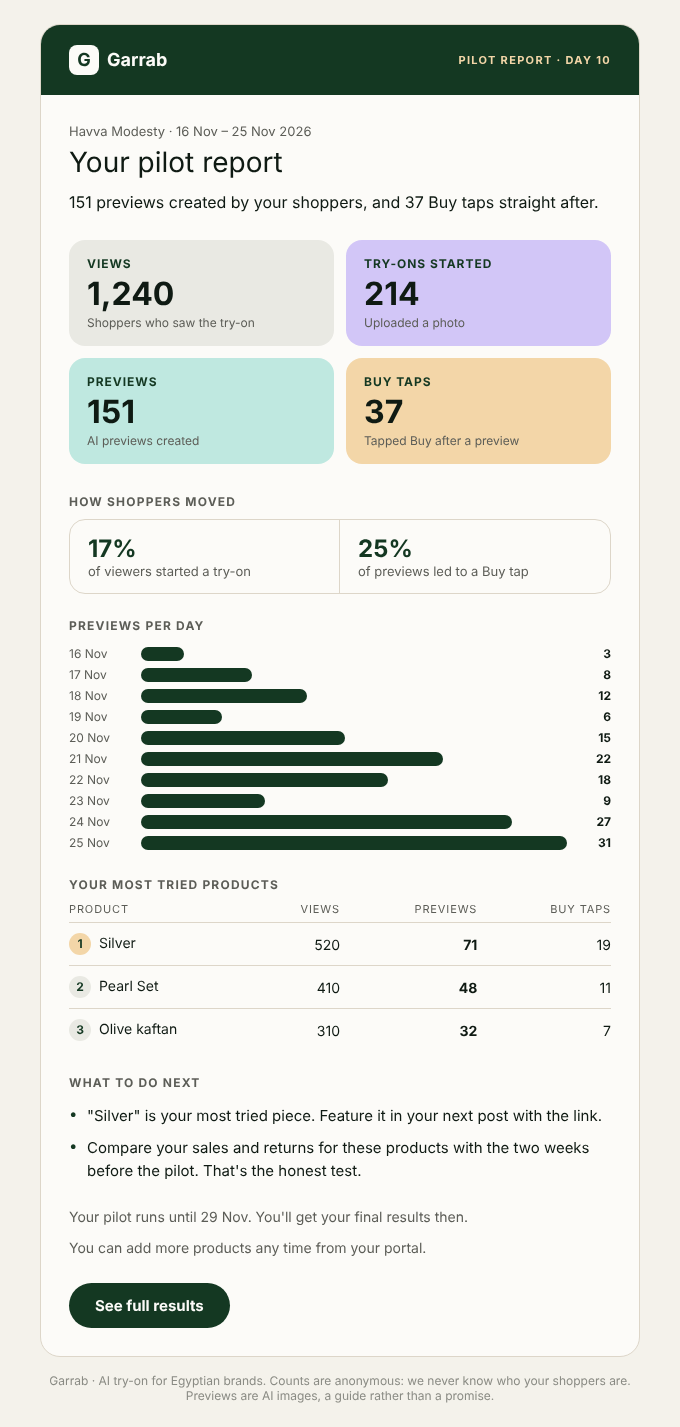 G Garrab
PILOT REPORT · DAY 10
Havva Modesty · 16 Nov – 25 Nov 2026
Your pilot report
151 previews created by your shoppers, and 37 Buy taps straight after.
VIEWS
1,240
Shoppers who saw the try-on
TRY-ONS STARTED
214
Uploaded a photo
PREVIEWS
151
AI previews created
BUY TAPS
37
Tapped Buy after a preview
HOW SHOPPERS MOVED
17%
of viewers started a try-on
25%
of previews led to a Buy tap
PREVIEWS PER DAY
16 Nov 3
17 Nov 8
18 Nov 12
19 Nov 6
20 Nov 15
21 Nov 22
22 Nov 18
23 Nov 9
24 Nov 27
25 Nov 31
YOUR MOST TRIED PRODUCTS
PRODUCT VIEWS PREVIEWS BUY TAPS
1 Silver 520 71 19
2 Pearl Set 410 48 11
3 Olive kaftan 310 32 7
WHAT TO DO NEXT
• "Silver" is your most tried piece. Feature it in your next post with the link.
• Compare your sales and returns for these products with the two weeks
before the pilot. That's the honest test.
Your pilot runs until 29 Nov. You'll get your final results then.
You can add more products any time from your portal.
See full results
Garrab · AI try-on for Egyptian brands. Counts are anonymous: we never know who your shoppers are.
Previews are AI images, a guide rather than a promise.